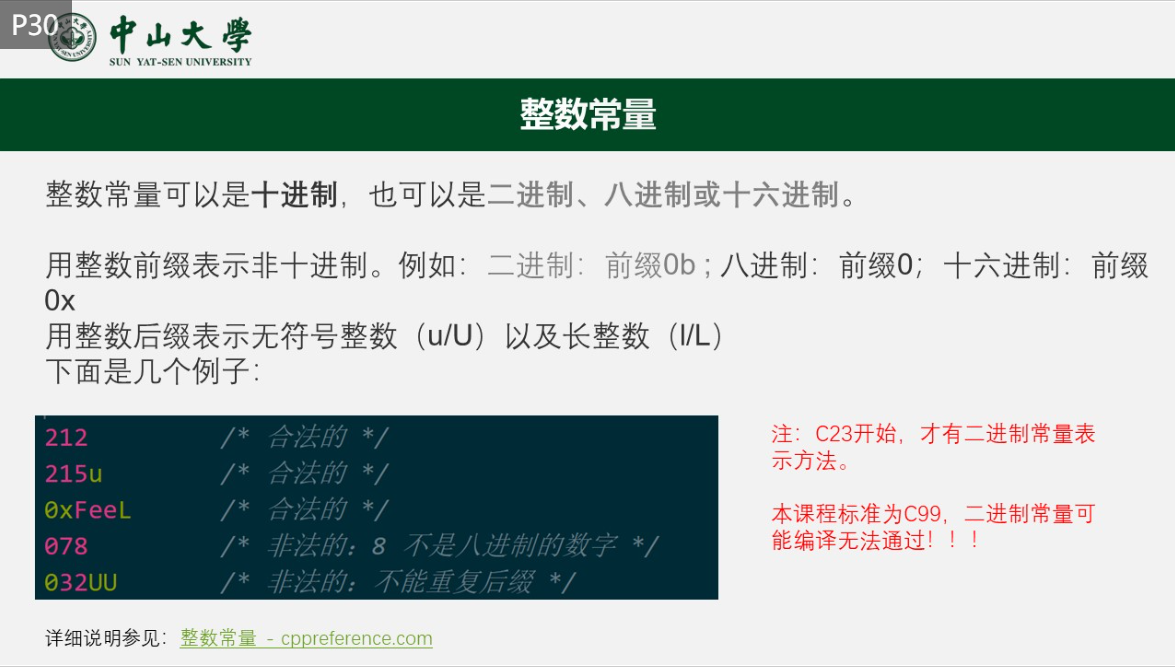 P30
中山大學
SUN YAT-SEN UNIVERSITY
整数常量
整数常量可以是十进制，也可以是二进制、八进制或十六进制。
用整数前缀表示非十进制。例如：二进制：前缀0b ; 八进制：前缀0；十六进制：前缀
0x
用整数后缀表示无符号整数（u/U）以及长整数（l/L）
下面是几个例子：
212 /* 合法的 */
215u /* 合法的 */
0xFeeL /* 合法的 */
078 /* 非法的：8 不是八进制的数字 */
032UU /* 非法的：不能重复后缀 */
注：C23开始，才有二进制常量表
示方法。
本课程标准为C99，二进制常量可
能编译无法通过！！！
详细说明参见：整数常量 - cppreference.com